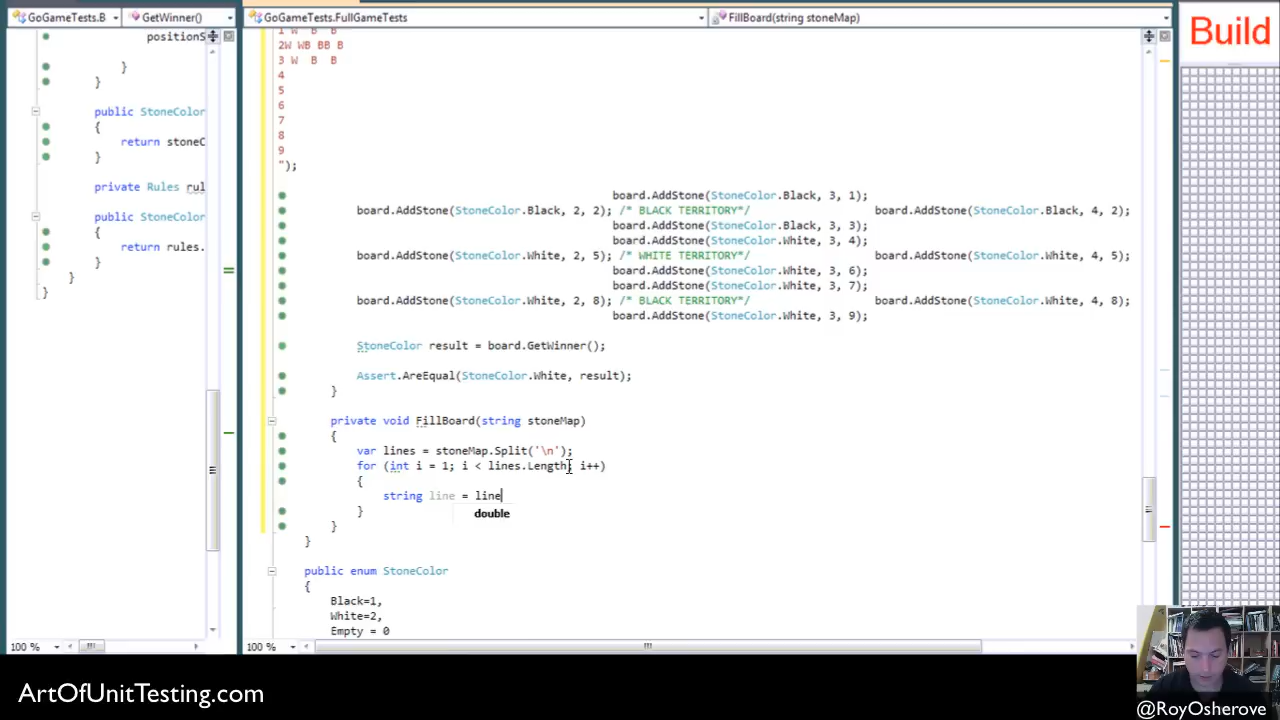 GoGameTests.B
GetWinner()
GoGameTests.FullGameTests
FillBoard(string stoneMap)
Build
positionS
}
}
public StoneColor
{
return stoneC
}
private Rules rul
public StoneColor
{
return rules.
}
}
}
1 W  B  B
2W WB BB B
3 W  B  B
4
5
6
7
8
9
");
board.AddStone(StoneColor.Black, 3, 1);
board.AddStone(StoneColor.Black, 2, 2); /* BLACK TERRITORY*/ board.AddStone(StoneColor.Black, 4, 2);
board.AddStone(StoneColor.Black, 3, 3);
board.AddStone(StoneColor.White, 3, 4);
board.AddStone(StoneColor.White, 2, 5); /* WHITE TERRITORY*/ board.AddStone(StoneColor.White, 4, 5);
board.AddStone(StoneColor.White, 3, 6);
board.AddStone(StoneColor.White, 3, 7);
board.AddStone(StoneColor.White, 2, 8); /* BLACK TERRITORY*/ board.AddStone(StoneColor.White, 4, 8);
board.AddStone(StoneColor.White, 3, 9);
StoneColor result = board.GetWinner();
Assert.AreEqual(StoneColor.White, result);
}
private void FillBoard(string stoneMap)
{
var lines = stoneMap.Split('\n');
for (int i = 1; i < lines.Length; i++)
{
string line = line
double
}
}
}
public enum StoneColor
{
Black=1,
White=2,
Empty = 0
100 %
100 %
ArtOfUnitTesting.com
@RoyOsherove